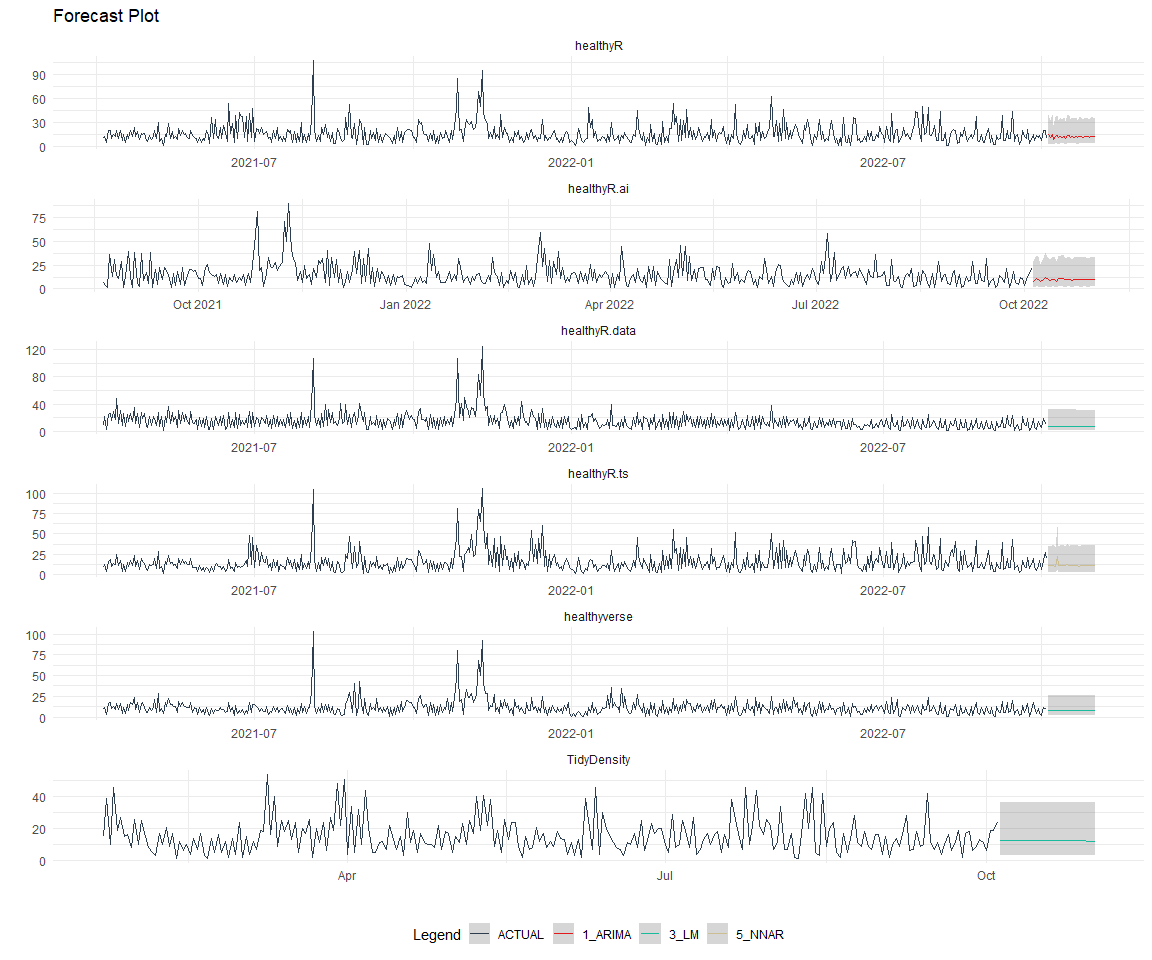 Forecast Plot
healthyR
90
60
30
0
2021-07 2022-01 2022-07
healthyR.ai
75
50
25
0
Oct 2021 Jan 2022 Apr 2022 Jul 2022 Oct 2022
healthyR.data
120
80
40
0
2021-07 2022-01 2022-07
healthyR.ts
100
75
50
25
0
2021-07 2022-01 2022-07
healthyverse
100
75
50
25
0
2021-07 2022-01 2022-07
TidyDensity
40
20
0
Apr Jul Oct
Legend ACTUAL 1_ARIMA 3_LM 5_NNAR